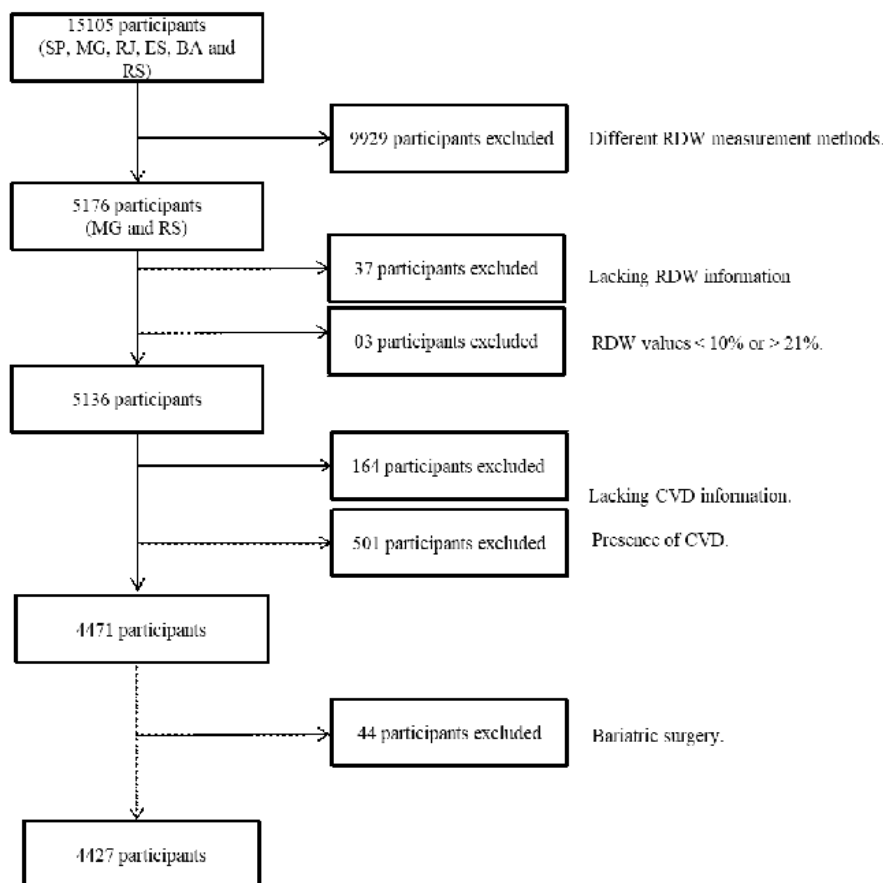 15105 participants
(SP, MG, RJ, ES, BA and
RS)
9929 participants excluded
Different RDW measurement methods.
5176 participants
(MG and RS)
37 participants excluded
Lacking RDW information
03 participants excluded
RDW values < 10% or > 21%.
5136 participants
164 participants excluded
Lacking CVD information.
501 participants excluded
Presence of CVD.
4471 participants
44 participants excluded
Bariatric surgery.
4427 participants